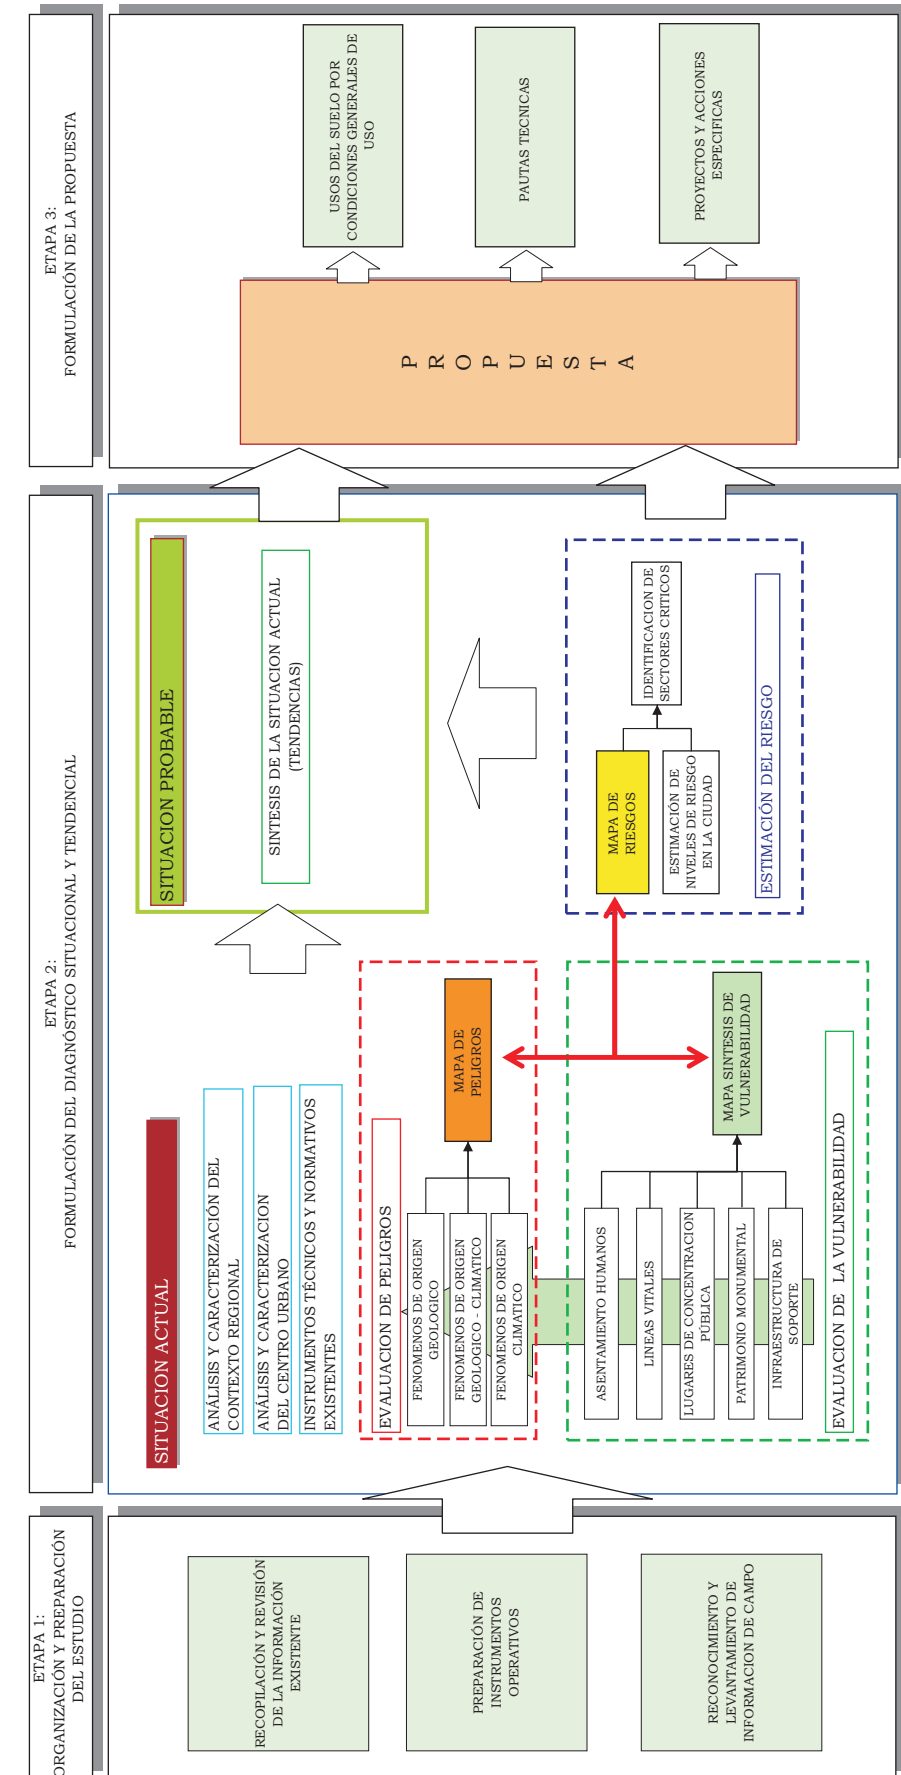 ETAPA 1:
ORGANIZACIÓN Y PREPARACIÓN
DEL ESTUDIO
RECOPILACIÓN Y REVISIÓN
DE LA INFORMACIÓN
EXISTENTE
PREPARACIÓN DE
INSTRUMENTOS
OPERATIVOS
RECONOCIMIENTO Y
LEVANTAMIENTO DE
INFORMACION DE CAMPO
ETAPA 2:
FORMULACIÓN DEL DIAGNÓSTICO SITUACIONAL Y TENDENCIAL
SITUACION ACTUAL
ANÁLISIS Y CARACTERIZACIÓN DEL
CONTEXTO REGIONAL
ANÁLISIS Y CARACTERIZACION
DEL CENTRO URBANO
INSTRUMENTOS TÉCNICOS Y NORMATIVOS
EXISTENTES
EVALUACION DE PELIGROS
FENOMENOS DE ORIGEN
GEOLOGICO
FENOMENOS DE ORIGEN
GEOLOGICO - CLIMATICO
FENOMENOS DE ORIGEN
CLIMATICO
MAPA DE
PELIGROS
ASENTAMIENTO HUMANOS
LINEAS VITALES
LUGARES DE CONCENTRACION
PÚBLICA
PATRIMONIO MONUMENTAL
INFRAESTRUCTURA DE
SOPORTE
MAPA SINTESIS DE
VULNERABILIDAD
EVALUACION DE LA VULNERABILIDAD
SITUACION PROBABLE
SINTESIS DE LA SITUACION ACTUAL
(TENDENCIAS)
MAPA DE
RIESGOS
ESTIMACIÓN DE
NIVELES DE RIESGO
EN LA CIUDAD
IDENTIFICACION DE
SECTORES CRITICOS
ESTIMACIÓN DEL RIESGO
ETAPA 3:
FORMULACIÓN DE LA PROPUESTA
P
R
O
P
U
E
S
T
A
USOS DEL SUELO POR
CONDICIONES GENERALES DE
USO
PAUTAS TECNICAS
PROYECTOS Y ACCIONES
ESPECIFICAS